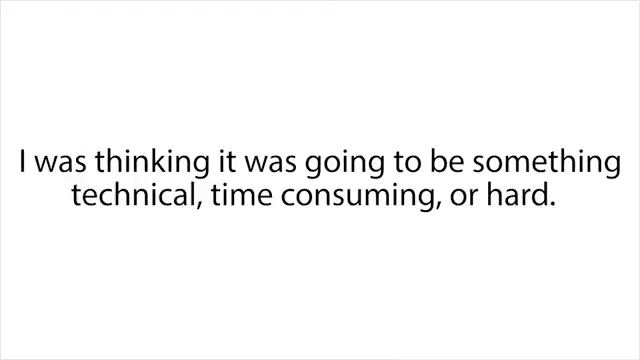 I was thinking it was going to be something
technical, time consuming, or hard.